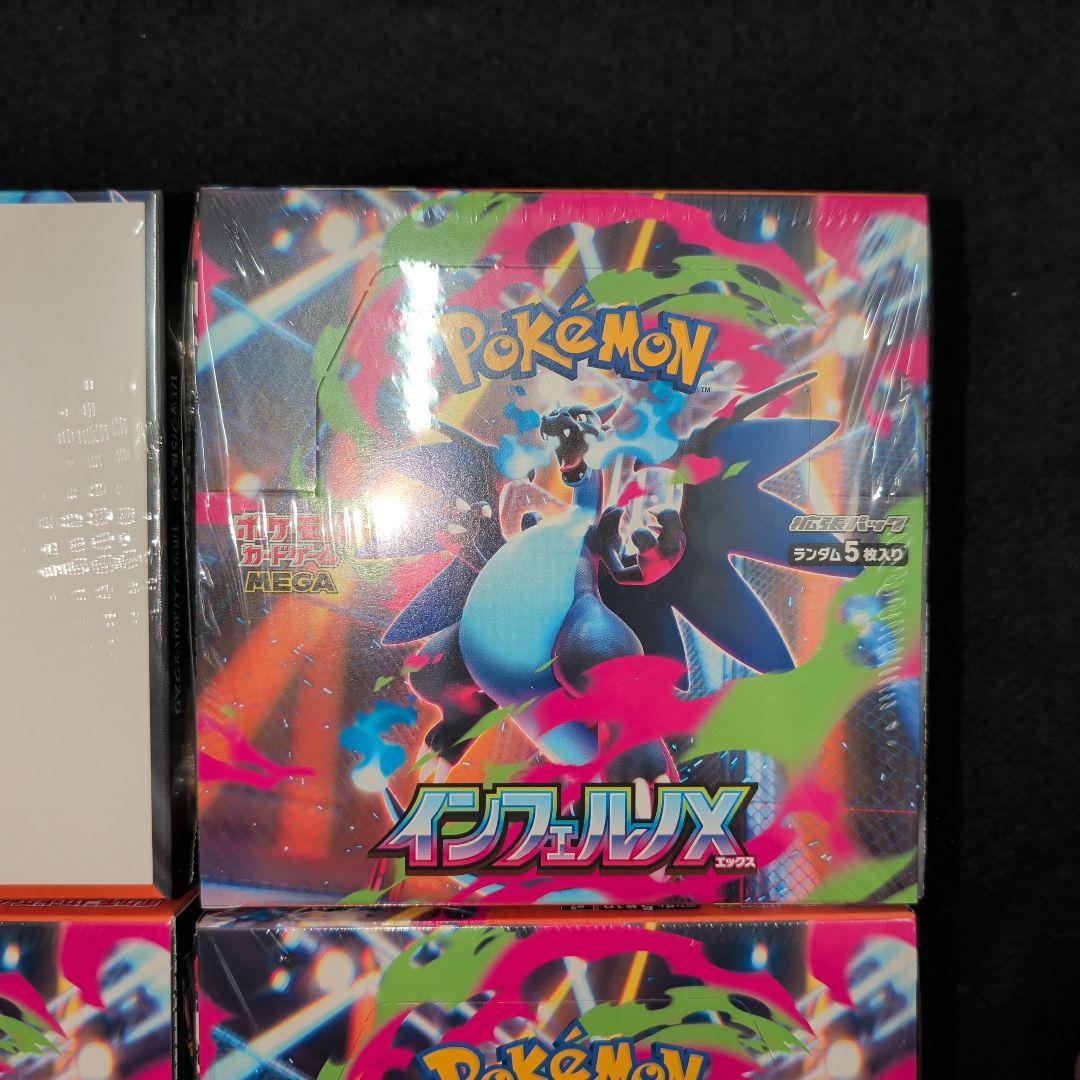 POKÉMON
TM
ポケモン
カードゲーム
MEGA
拡張パック
ランダム5枚入り
インフェルノX
エックス
POKÉMON